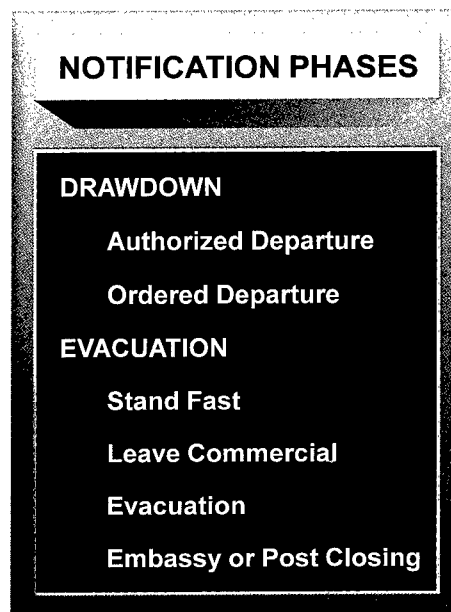 NOTIFICATION PHASES
DRAWDOWN
Authorized Departure
Ordered Departure
EVACUATION
Stand Fast
Leave Commercial
Evacuation
Embassy or Post Closing